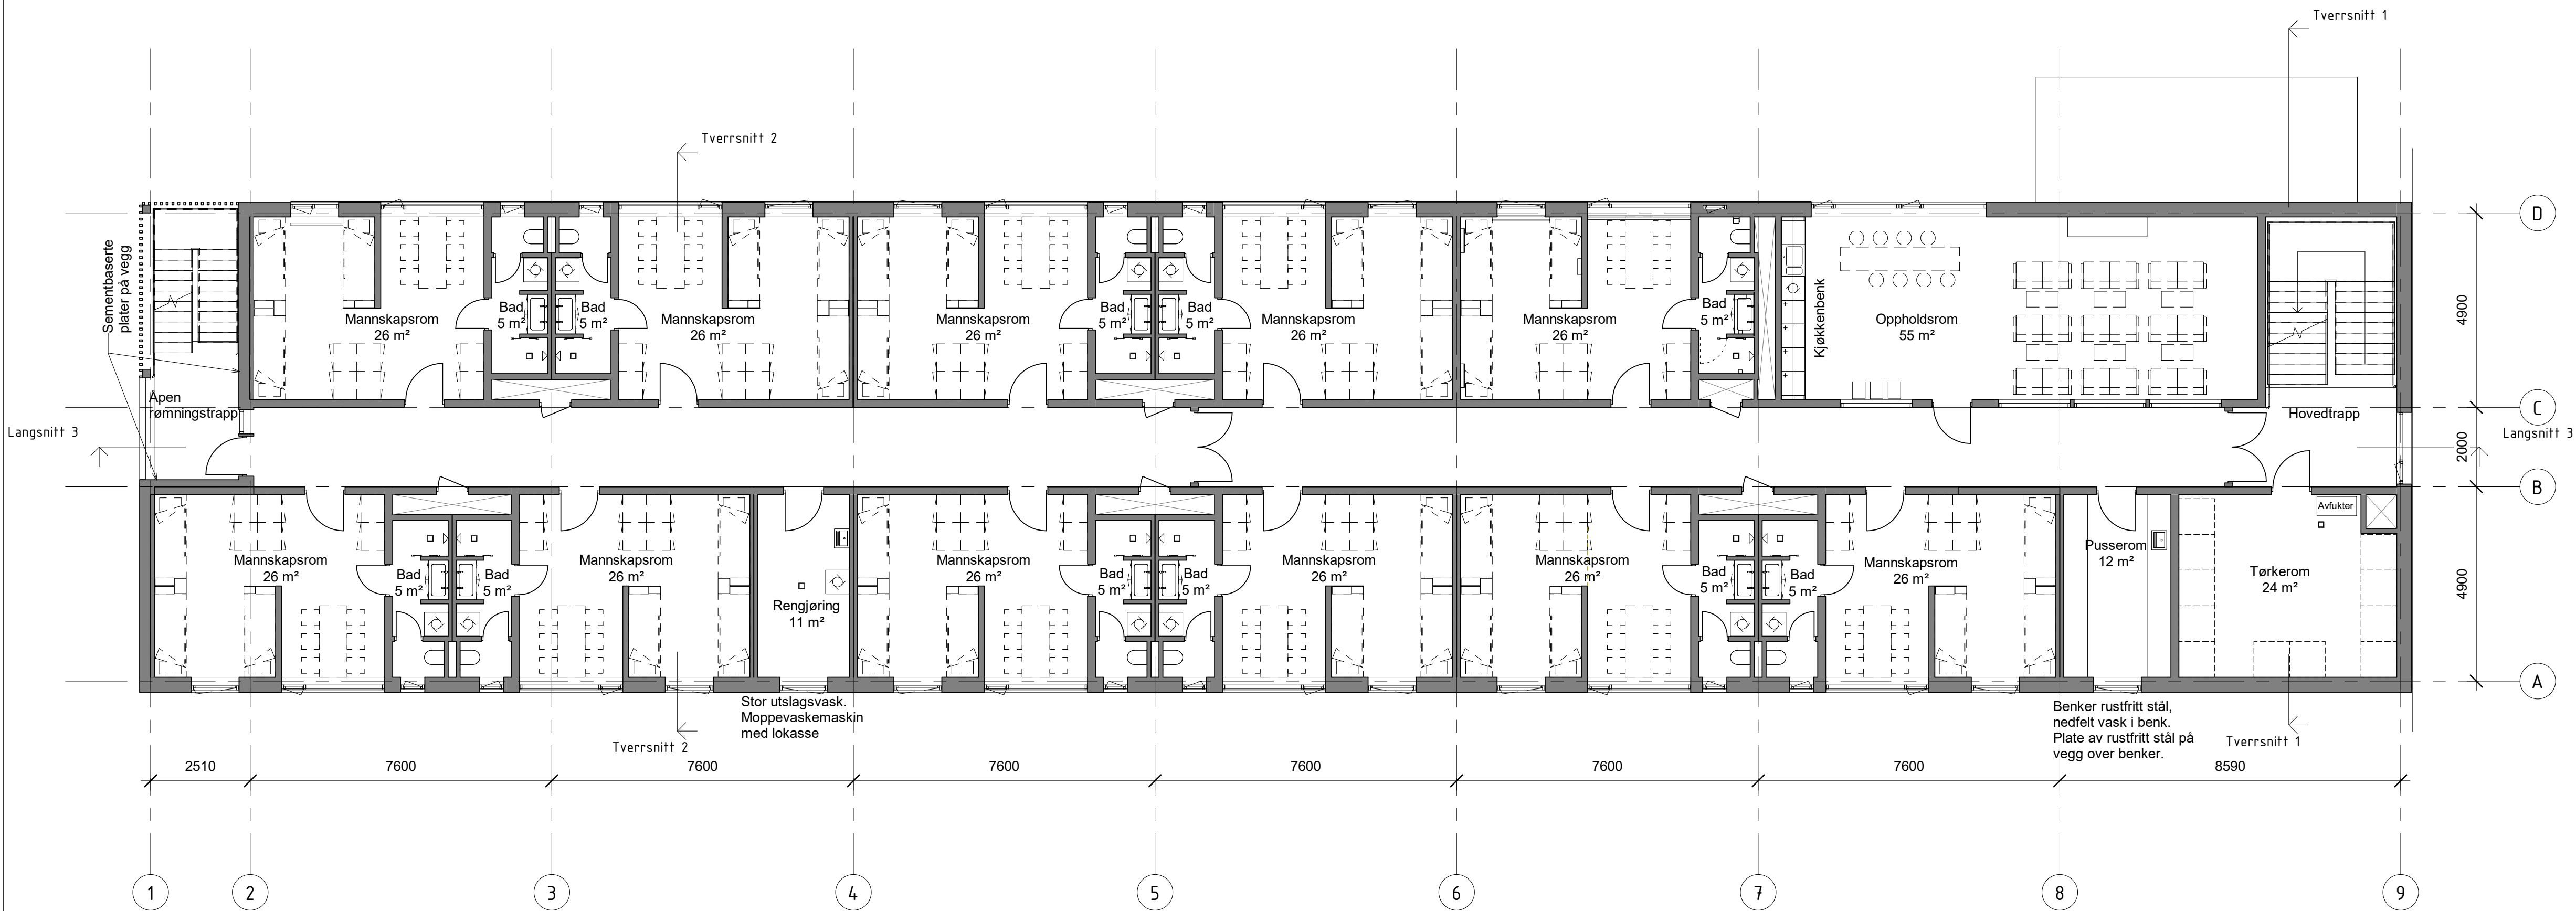 Tverrsnitt 1
Tverrsnitt 2
D
Sementbaserte
plater på vegg
Mannskapsrom
26 m²
Bad
5 m²
Bad
5 m²
Mannskapsrom
26 m²
Mannskapsrom
26 m²
Bad
5 m²
Bad
5 m²
Mannskapsrom
26 m²
Mannskapsrom
26 m²
Bad
5 m²
Kjøkkenbenk
Oppholdsrom
55 m²
4900
Åpen
rømningstrapp
Hovedtrapp
C
Langsnitt 3
Langsnitt 3
2000
B
Mannskapsrom
26 m²
Bad
5 m²
Bad
5 m²
Mannskapsrom
26 m²
Rengjøring
11 m²
Mannskapsrom
26 m²
Bad
5 m²
Bad
5 m²
Mannskapsrom
26 m²
Mannskapsrom
26 m²
Bad
5 m²
Bad
5 m²
Mannskapsrom
26 m²
Pusserom
12 m²
Avfukter
Tørkerom
24 m²
4900
A
Stor utslagsvask.
Moppevaskemaskin
med lokasse
Benker rustfritt stål,
nedfelt vask i benk.
Plate av rustfritt stål på
vegg over benker.
Tverrsnitt 2
Tverrsnitt 1
2510
7600
7600
7600
7600
7600
7600
8590
1
2
3
4
5
6
7
8
9